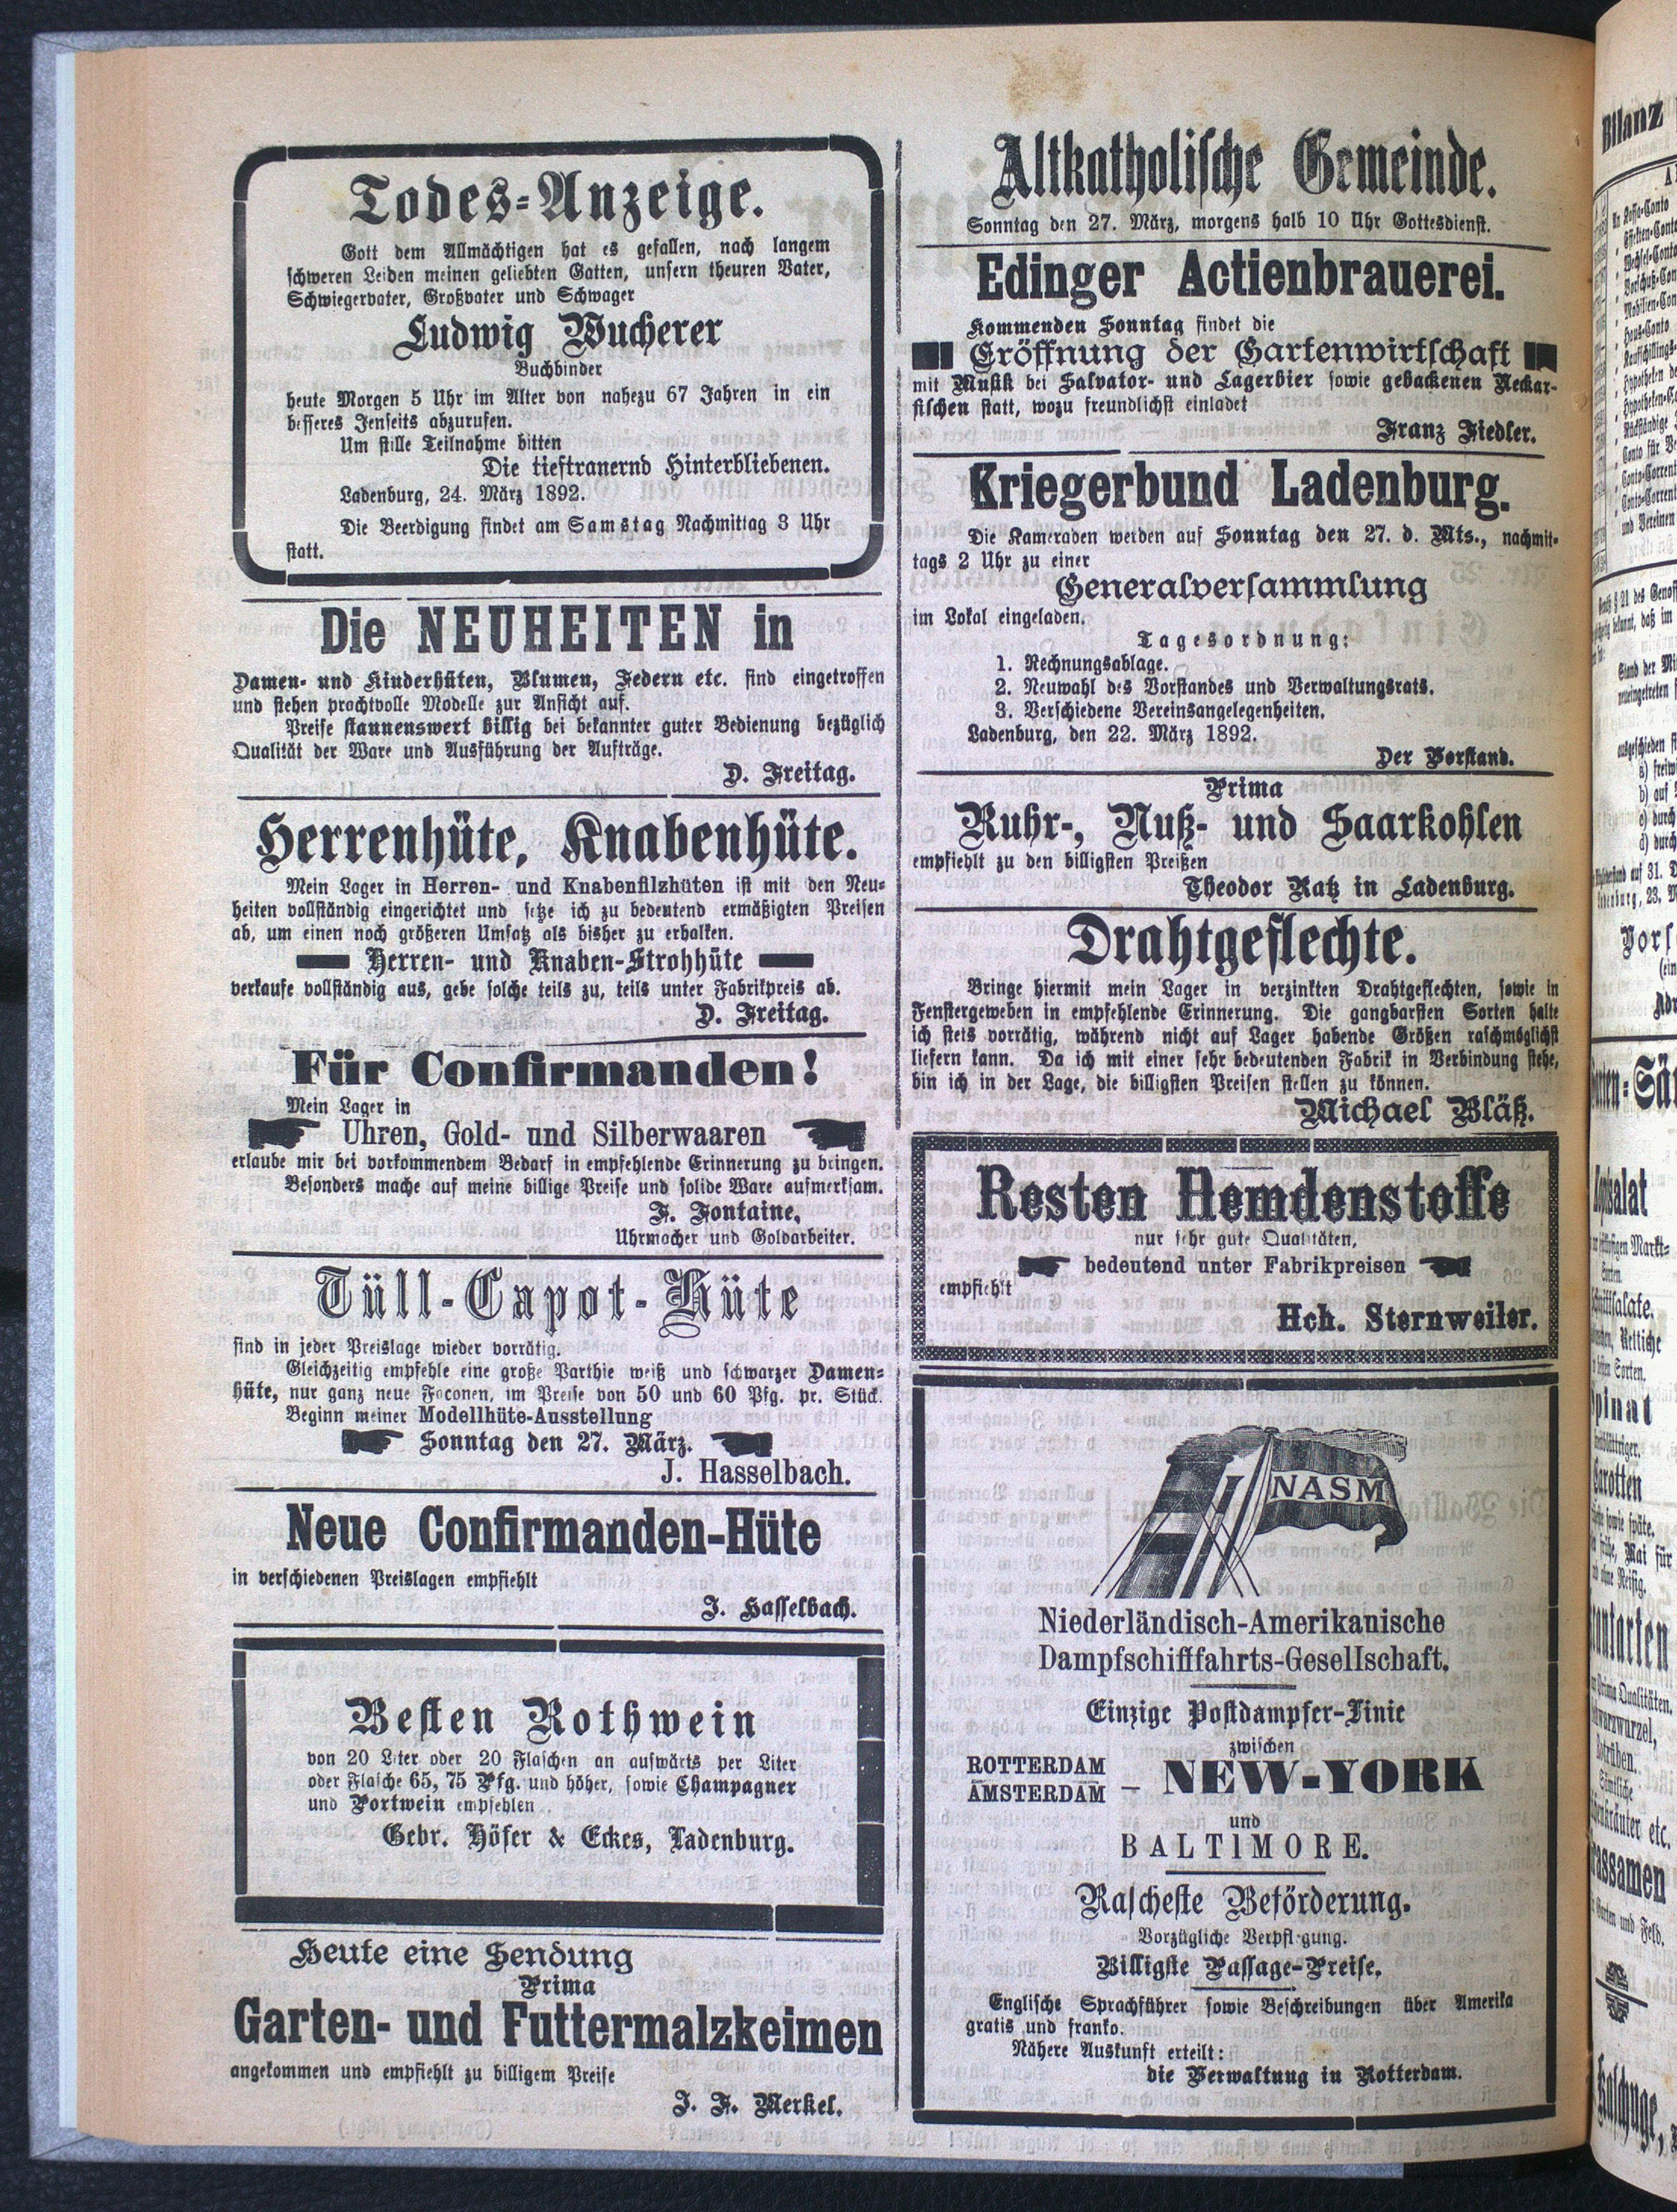 Todes-Anzeige.
Gott dem Allmächtigen hat es gefallen, nach langem
schweren Leiden meinen geliebten Gatten, unsern theuren Vater,
Schwiegervater, Großvater und Schwager
Ludwig Wucherer
Buchbinder
heute Morgen 5 Uhr im Alter von nahezu 67 Jahren in ein
besseres Jenseits abzurufen.
Um stille Teilnahme bitten
Die tieftranernd Hinterbliebenen.
Ladenburg, 24. März 1892.
Die Beerdigung findet am Samstag Nachmittag 3 Uhr
statt.
Die NEUHEITEN in
Damen- und Kinderhüten, Blumen, Federn etc. sind eingetroffen
und stehen prachtvolle Modelle zur Ansicht auf.
Preise staunenswert billig bei bekannter guter Bedienung bezüglich
Qualität der Ware und Ausführung der Aufträge.
D. Freitag.
Herrenhüte, Knabenhüte.
Mein Lager in Herren- und Knabenfilzhüten ist mit den Neu-
heiten vollständig eingerichtet und setze ich zu bedeutend ermäßigten Preisen
ab, um einen noch größeren Umsatz als bisher zu erhalten.
Herren- und Knaben-Strohhüte
verkaufe vollständig aus, gebe solche teils zu, teils unter Fabrikpreis ab.
D. Freitag.
Für Confirmanden!
Mein Lager in
Uhren, Gold- und Silberwaaren
erlaube mir bei vorkommendem Bedarf in empfehlende Erinnerung zu bringen.
Besonders mache auf meine billige Preise und solide Ware aufmerksam.
F. Fontaine,
Uhrmacher und Goldarbeiter.
Tüll-Capot-Hüte
sind in jeder Preislage wieder vorrätig.
Gleichzeitig empfehle eine große Parthie weiß und schwarzer Damen-
hüte, nur ganz neue Faconen, im Preise von 50 und 60 Pfg. pr. Stück.
Beginn meiner Modellhüte-Ausstellung
Sonntag den 27. März.
J. Hasselbach.
Neue Confirmanden-Hüte
in verschiedenen Preislagen empfiehlt
J. Hasselbach.
Besten Rothwein
von 20 Liter oder 20 Flaschen an aufwärts per Liter
oder Flasche 65, 75 Pfg. und höher, sowie Champagner
und Portwein empfehlen
Gebr. Höfer & Eckes, Ladenburg.
Heute eine Sendung
Prima
Garten- und Futtermalzkeimen
angekommen und empfiehlt zu billigem Preise
J. F. Merkel.
Altkatholische Gemeinde.
Sonntag den 27. März, morgens halb 10 Uhr Gottesdienst.
Edinger Actienbrauerei.
Kommenden Sonntag findet die
Eröffnung der Gartenwirtschaft
mit Musik bei Salvator- und Lagerbier sowie gebackenen Neckar-
fischen statt, wozu freundlichst einladet
Franz Fiedler.
Kriegerbund Ladenburg.
Die Kameraden werden auf Sonntag den 27. d. Mts., nachmit-
tags 2 Uhr zu einer
Generalversammlung
im Lokal eingeladen.
Tagesordnung:
1. Rechnungsablage.
2. Neuwahl des Vorstandes und Verwaltungsrats.
3. Verschiedene Vereinsangelegenheiten.
Ladenburg, den 22. März 1892.
Der Vorstand.
Prima
Ruhr-, Nuß- und Saarkohlen
empfiehlt zu den billigsten Preißen
Theodor Katz in Ladenburg.
Drahtgeflechte.
Bringe hiermit mein Lager in verzinkten Drahtgeflechten, sowie in
Fenstergeweben in empfehlende Erinnerung. Die gangbarsten Sorten halte
ich stets vorrätig, während nicht auf Lager habende Größen raschmöglichst
liefern kann. Da ich mit einer sehr bedeutenden Fabrik in Verbindung stehe,
bin ich in der Lage, die billigsten Preisen stellen zu können.
Michael Bläß.
Resten Hemdenstoffe
nur sehr gute Qualitäten,
bedeutend unter Fabrikpreisen
empfiehlt
Hch. Sternweiler.
NASM
Niederländisch-Amerikanische
Dampfschifffahrts-Gesellschaft.
Einzige Postdampfer-Linie
zwischen
ROTTERDAM
AMSTERDAM – NEW-YORK
und
BALTIMORE.
Rascheste Beförderung.
Vorzügliche Verpflegung.
Billigste Passage-Preise.
Englische Sprachführer sowie Beschreibungen über Amerika
gratis und franko.
Nähere Auskunft erteilt:
die Verwaltung in Rotterdam.
Bilanz